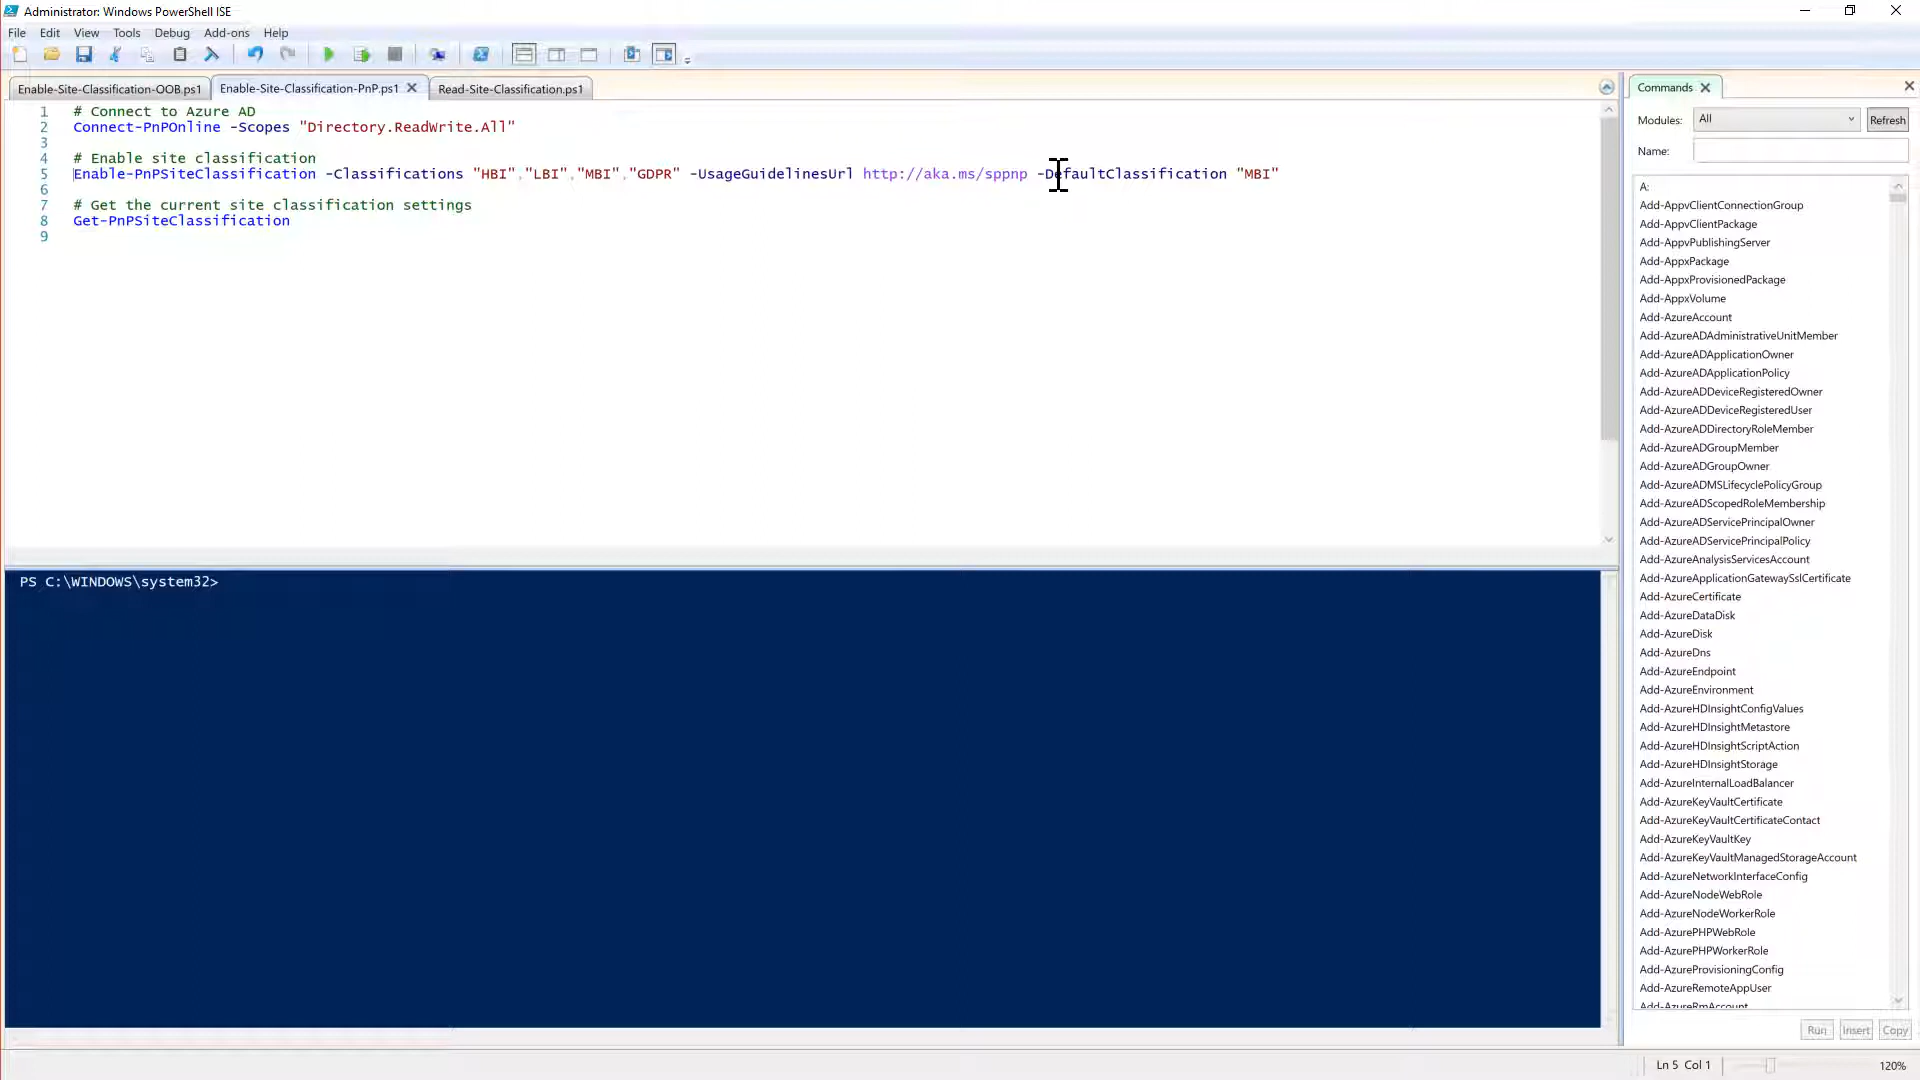 Administrator: Windows PowerShell ISE
File Edit View Tools Debug Add-ons Help
Enable-Site-Classification-OOB.ps1 Enable-Site-Classification-PnP.ps1 Read-Site-Classification.ps1
1 # Connect to Azure AD
2 Connect-PnPOnline -Scopes "Directory.ReadWrite.All"
3
4 # Enable site classification
5 Enable-PnPSiteClassification -Classifications "HBI","LBI","MBI","GDPR" -UsageGuidelinesUrl http://aka.ms/sppnp -DefaultClassification "MBI"
6
7 # Get the current site classification settings
8 Get-PnPSiteClassification
9
PS C:\WINDOWS\system32>
Commands
Modules: All Refresh
Name:
A:
Add-AppvClientConnectionGroup
Add-AppvClientPackage
Add-AppvPublishingServer
Add-AppxPackage
Add-AppxProvisionedPackage
Add-AppxVolume
Add-AzureAccount
Add-AzureADAdministrativeUnitMember
Add-AzureADApplicationOwner
Add-AzureADApplicationPolicy
Add-AzureADDeviceRegisteredOwner
Add-AzureADDeviceRegisteredUser
Add-AzureADDirectoryRoleMember
Add-AzureADGroupMember
Add-AzureADGroupOwner
Add-AzureADMSLifecyclePolicyGroup
Add-AzureADScopedRoleMembership
Add-AzureADServicePrincipalOwner
Add-AzureADServicePrincipalPolicy
Add-AzureAnalysisServicesAccount
Add-AzureApplicationGatewaySslCertificate
Add-AzureCertificate
Add-AzureDataDisk
Add-AzureDisk
Add-AzureDns
Add-AzureEndpoint
Add-AzureEnvironment
Add-AzureHDInsightConfigValues
Add-AzureHDInsightMetastore
Add-AzureHDInsightScriptAction
Add-AzureHDInsightStorage
Add-AzureInternalLoadBalancer
Add-AzureKeyVaultCertificate
Add-AzureKeyVaultCertificateContact
Add-AzureKeyVaultKey
Add-AzureKeyVaultManagedStorageAccount
Add-AzureNetworkInterfaceConfig
Add-AzureNodeWebRole
Add-AzureNodeWorkerRole
Add-AzurePHPWebRole
Add-AzurePHPWorkerRole
Add-AzureProvisioningConfig
Add-AzureRemoteAppUser
Add-AzureRmAccount
Run Insert Copy
Ln 5 Col 1 120%